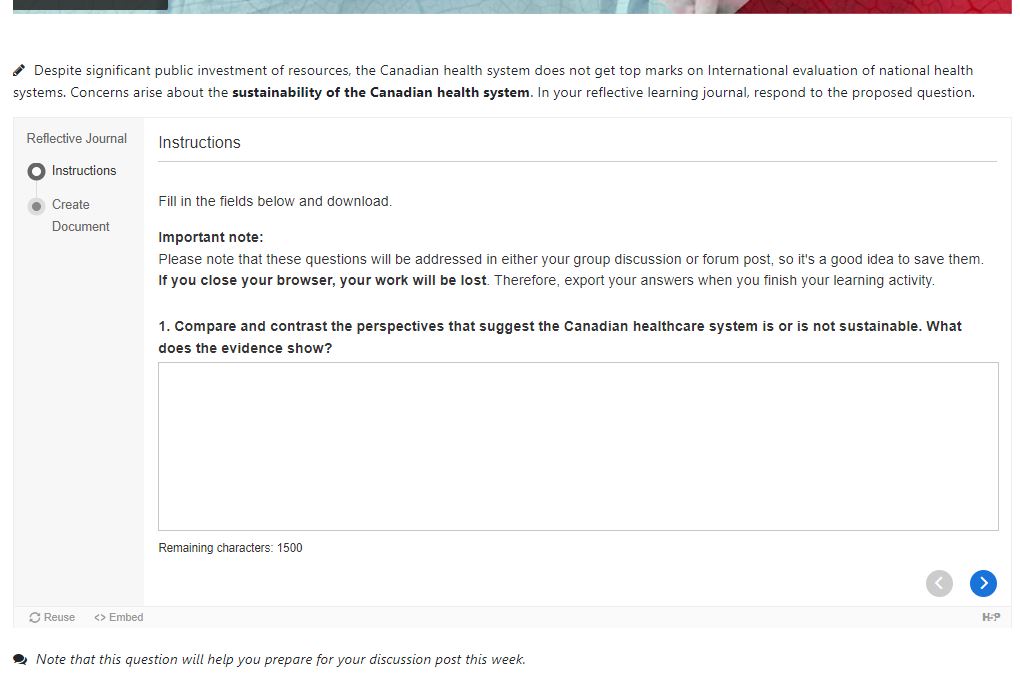 Despite significant public investment of resources, the Canadian health system does not get top marks on International evaluation of national health
systems. Concerns arise about the sustainability of the Canadian health system. In your reflective learning journal, respond to the proposed question.
Reflective Journal
Instructions
Create
Document
Instructions
Fill in the fields below and download.
Important note:
Please note that these questions will be addressed in either your group discussion or forum post, so it's a good idea to save them.
If you close your browser, your work will be lost. Therefore, export your answers when you finish your learning activity.
1. Compare and contrast the perspectives that suggest the Canadian healthcare system is or is not sustainable. What
does the evidence show?
Remaining characters: 1500
Reuse
<> Embed
H5P
Note that this question will help you prepare for your discussion post this week.